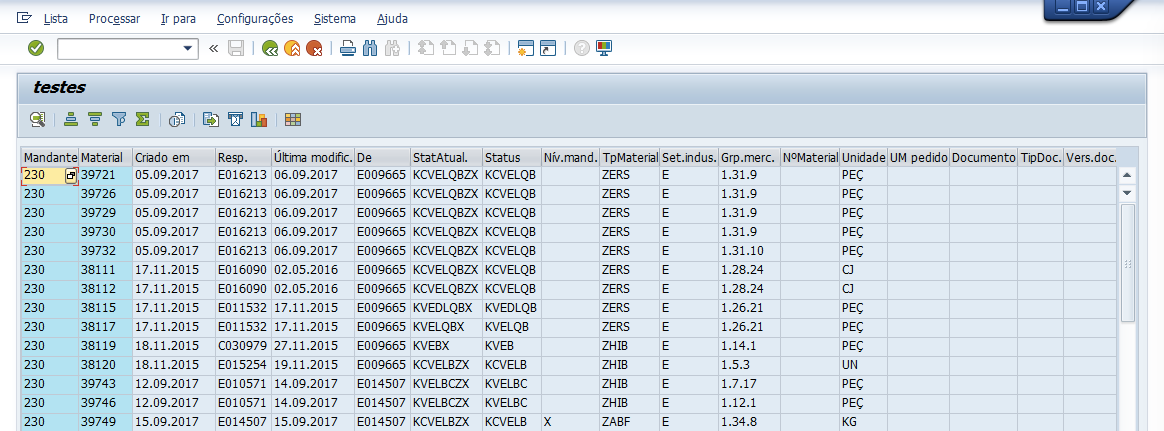 Lista Processar Ir para Configurações Sistema Ajuda
testes
Mandante Material Criado em Resp. Última modific. De StatAtual. Status Nív.mand. TpMaterial Set.indus. Grp.merc. NºMaterial Unidade UM pedido Documento TipDoc. Vers.doc.
230 39721 05.09.2017 E016213 06.09.2017 E009665 KCVELQBZX KCVELQB ZERS E 1.31.9 PEÇ
230 39726 05.09.2017 E016213 06.09.2017 E009665 KCVELQBZX KCVELQB ZERS E 1.31.9 PEÇ
230 39729 05.09.2017 E016213 06.09.2017 E009665 KCVELQBZX KCVELQB ZERS E 1.31.9 PEÇ
230 39730 05.09.2017 E016213 06.09.2017 E009665 KCVELQBZX KCVELQB ZERS E 1.31.9 PEÇ
230 39732 05.09.2017 E016213 06.09.2017 E009665 KCVELQBZX KCVELQB ZERS E 1.31.10 PEÇ
230 38111 17.11.2015 E016090 02.05.2016 E009665 KCVELQBZX KCVELQB ZERS E 1.28.24 CJ
230 38112 17.11.2015 E016090 02.05.2016 E009665 KCVELQBZX KCVELQB ZERS E 1.28.24 CJ
230 38115 17.11.2015 E011532 17.11.2015 E009665 KVEDLQBX KVEDLQB ZERS E 1.26.21 PEÇ
230 38117 17.11.2015 E011532 17.11.2015 E009665 KVELQBX KVELQB ZERS E 1.26.21 PEÇ
230 38119 18.11.2015 C030979 27.11.2015 E009665 KVEBX KVEB ZHIB E 1.14.1 PEÇ
230 38120 18.11.2015 E015254 19.11.2015 E009665 KCVELBZX KCVELB ZHIB E 1.5.3 UN
230 39743 12.09.2017 E010571 14.09.2017 E014507 KVELBCZX KVELBC ZHIB E 1.7.17 PEÇ
230 39746 12.09.2017 E010571 14.09.2017 E014507 KVELBCZX KVELBC ZHIB E 1.12.1 PEÇ
230 39749 15.09.2017 E014507 15.09.2017 E014507 KCVELBZX KCVELB X ZABF E 1.34.8 KG